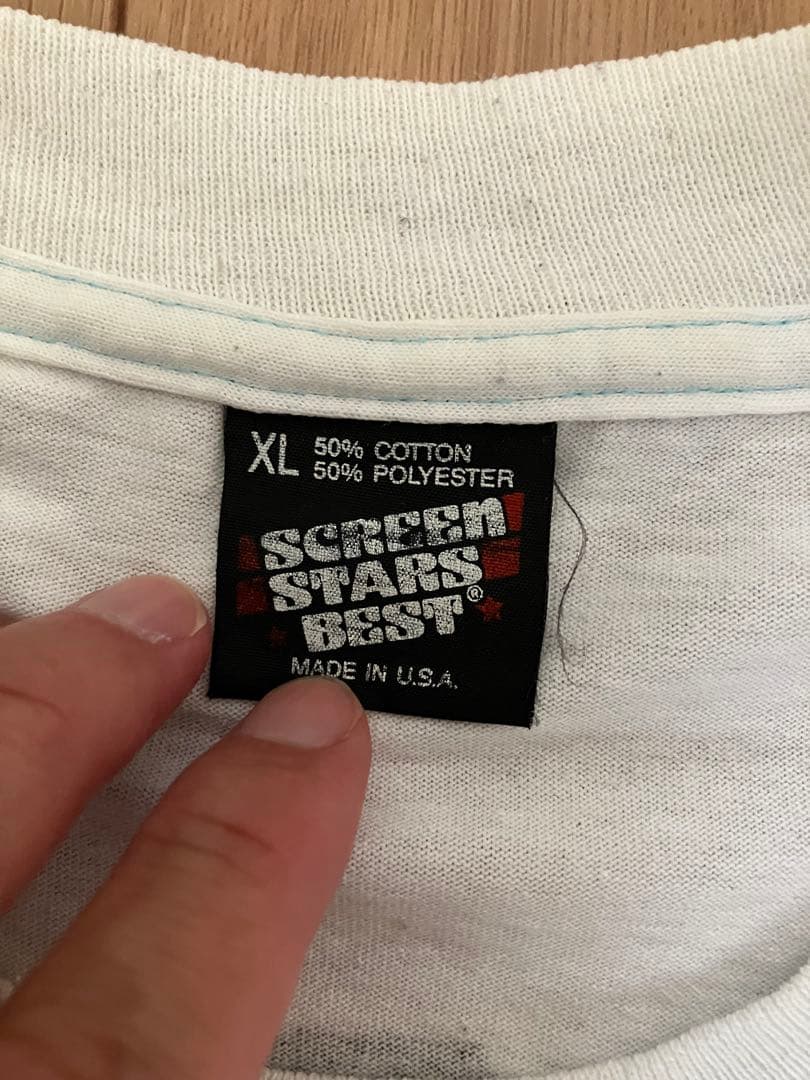 XL 50% COTTON
50% POLYESTER
SCREEN
STARS
BEST®
MADE IN U.S.A.